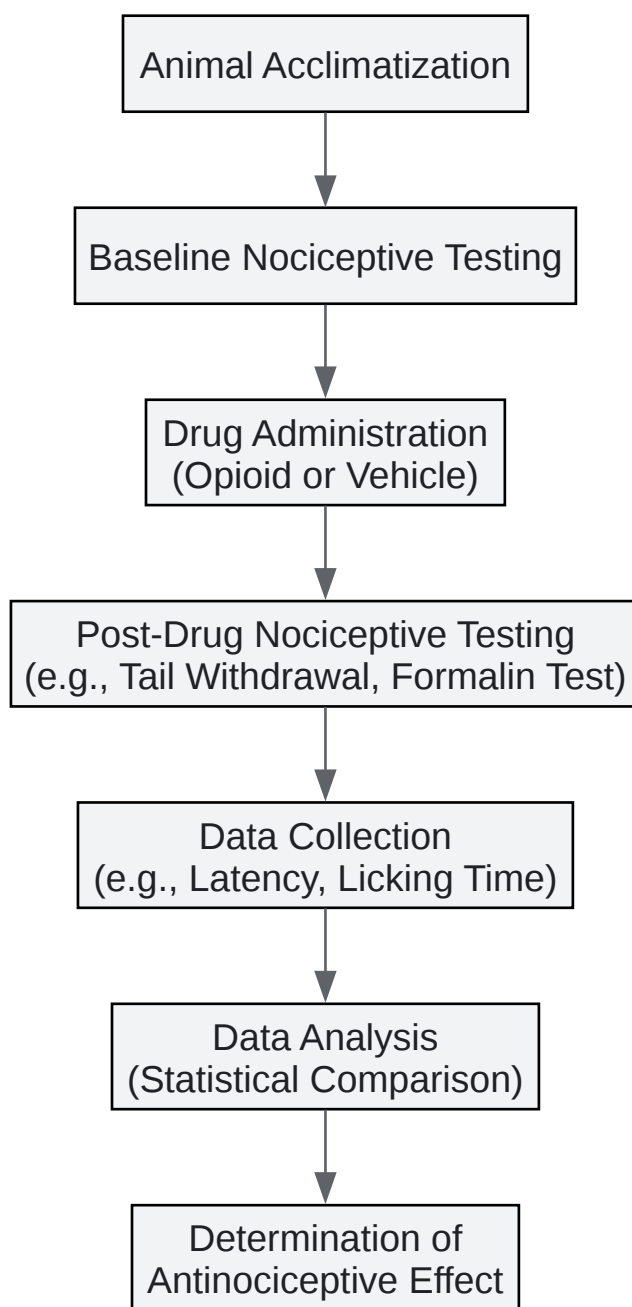 Animal Acclimatization
Baseline Nociceptive Testing
Drug Administration
(Opioid or Vehicle)
Post-Drug Nociceptive Testing
(e.g., Tail Withdrawal, Formalin Test)
Data Collection
(e.g., Latency, Licking Time)
Data Analysis
(Statistical Comparison)
Determination of
Antinociceptive Effect